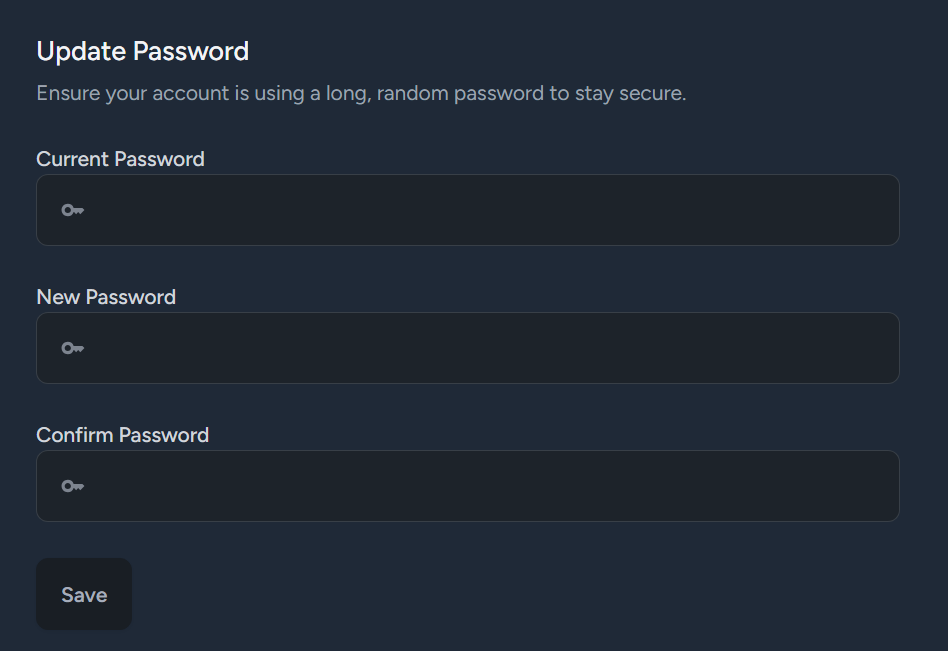 Update Password
Ensure your account is using a long, random password to stay secure.
Current Password
New Password
Confirm Password
Save